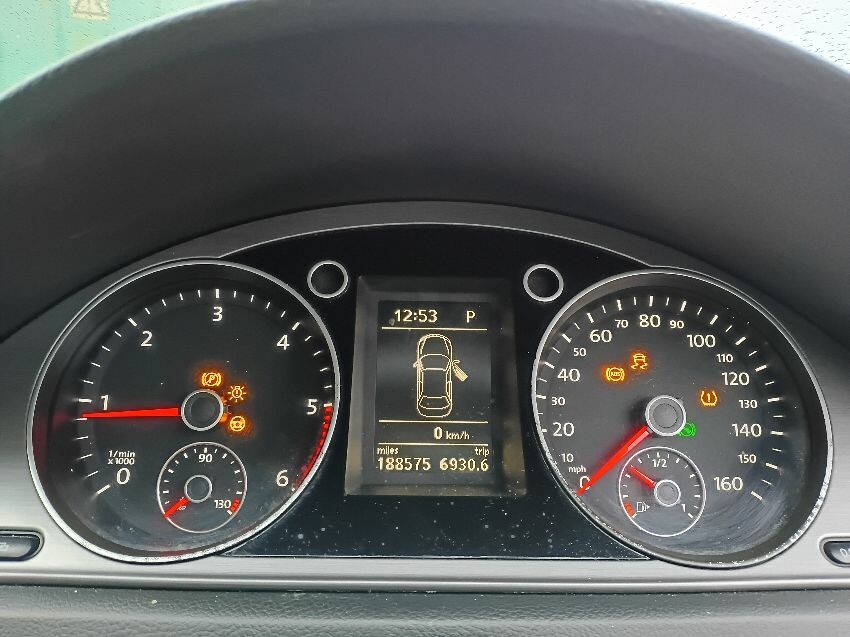 12:53 P
0 km/h
miles trip
188575 6930.6
0 1 2 3 4 5 6
1/min
x 1000
90
130
(P)
ABS
0 10 20 30 40 50 60 70 80 90 100 110 120 130 140 150 160
mph
1/2
1